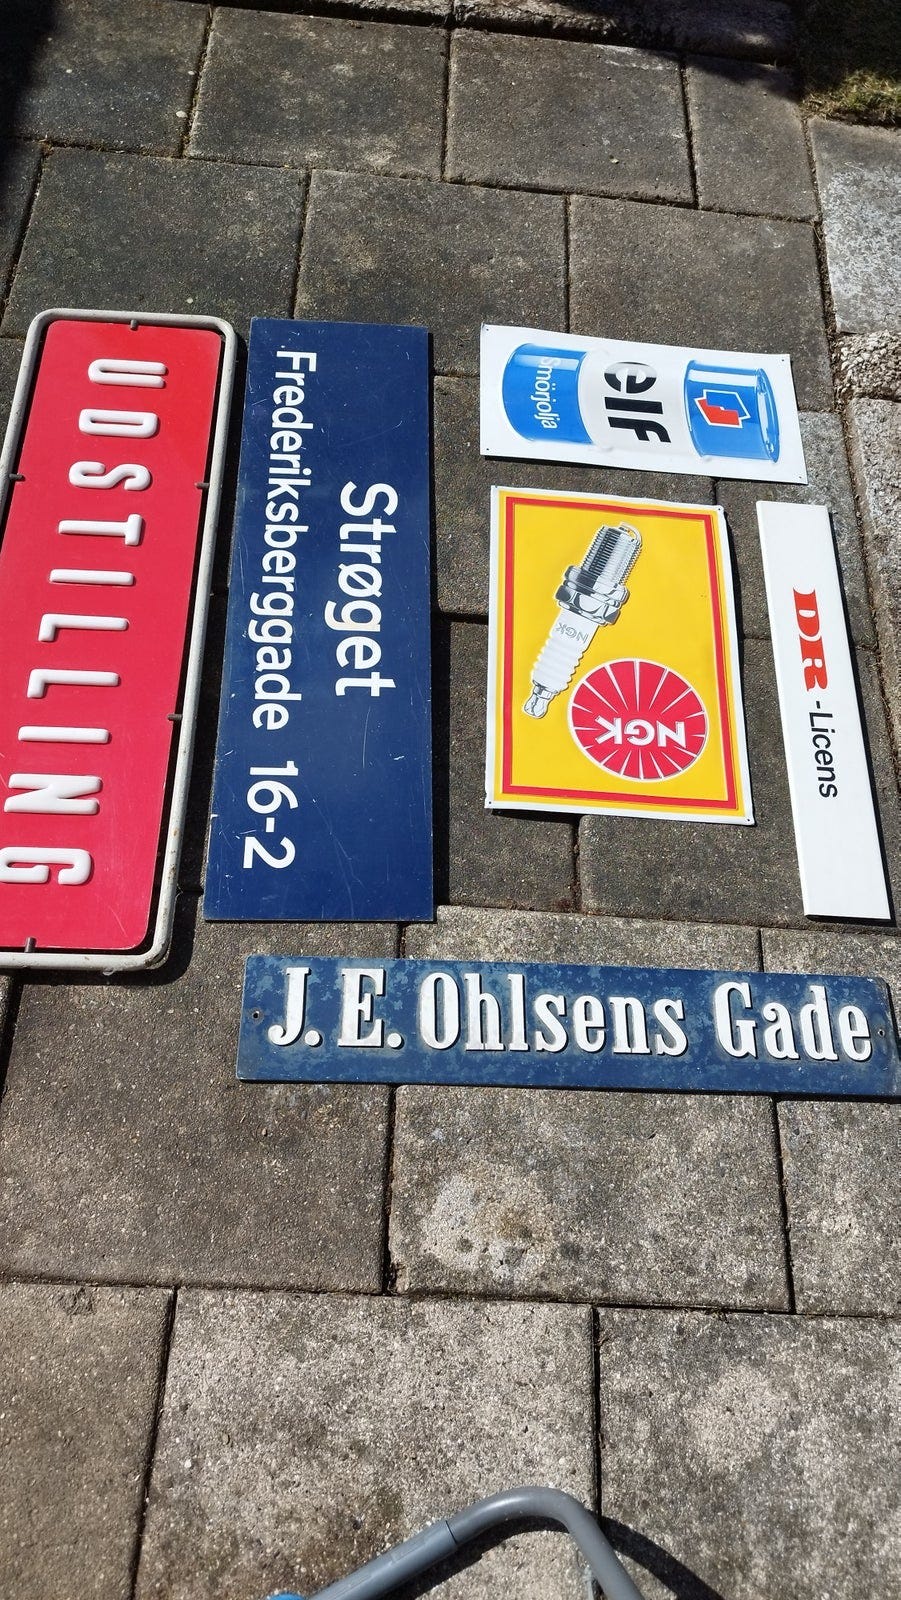 UDSTILLING
Strøget
Frederiksberggade 16-2
elf
Smörjolja
NGK
NGK
DR-Licens
J.E. Ohlsens Gade